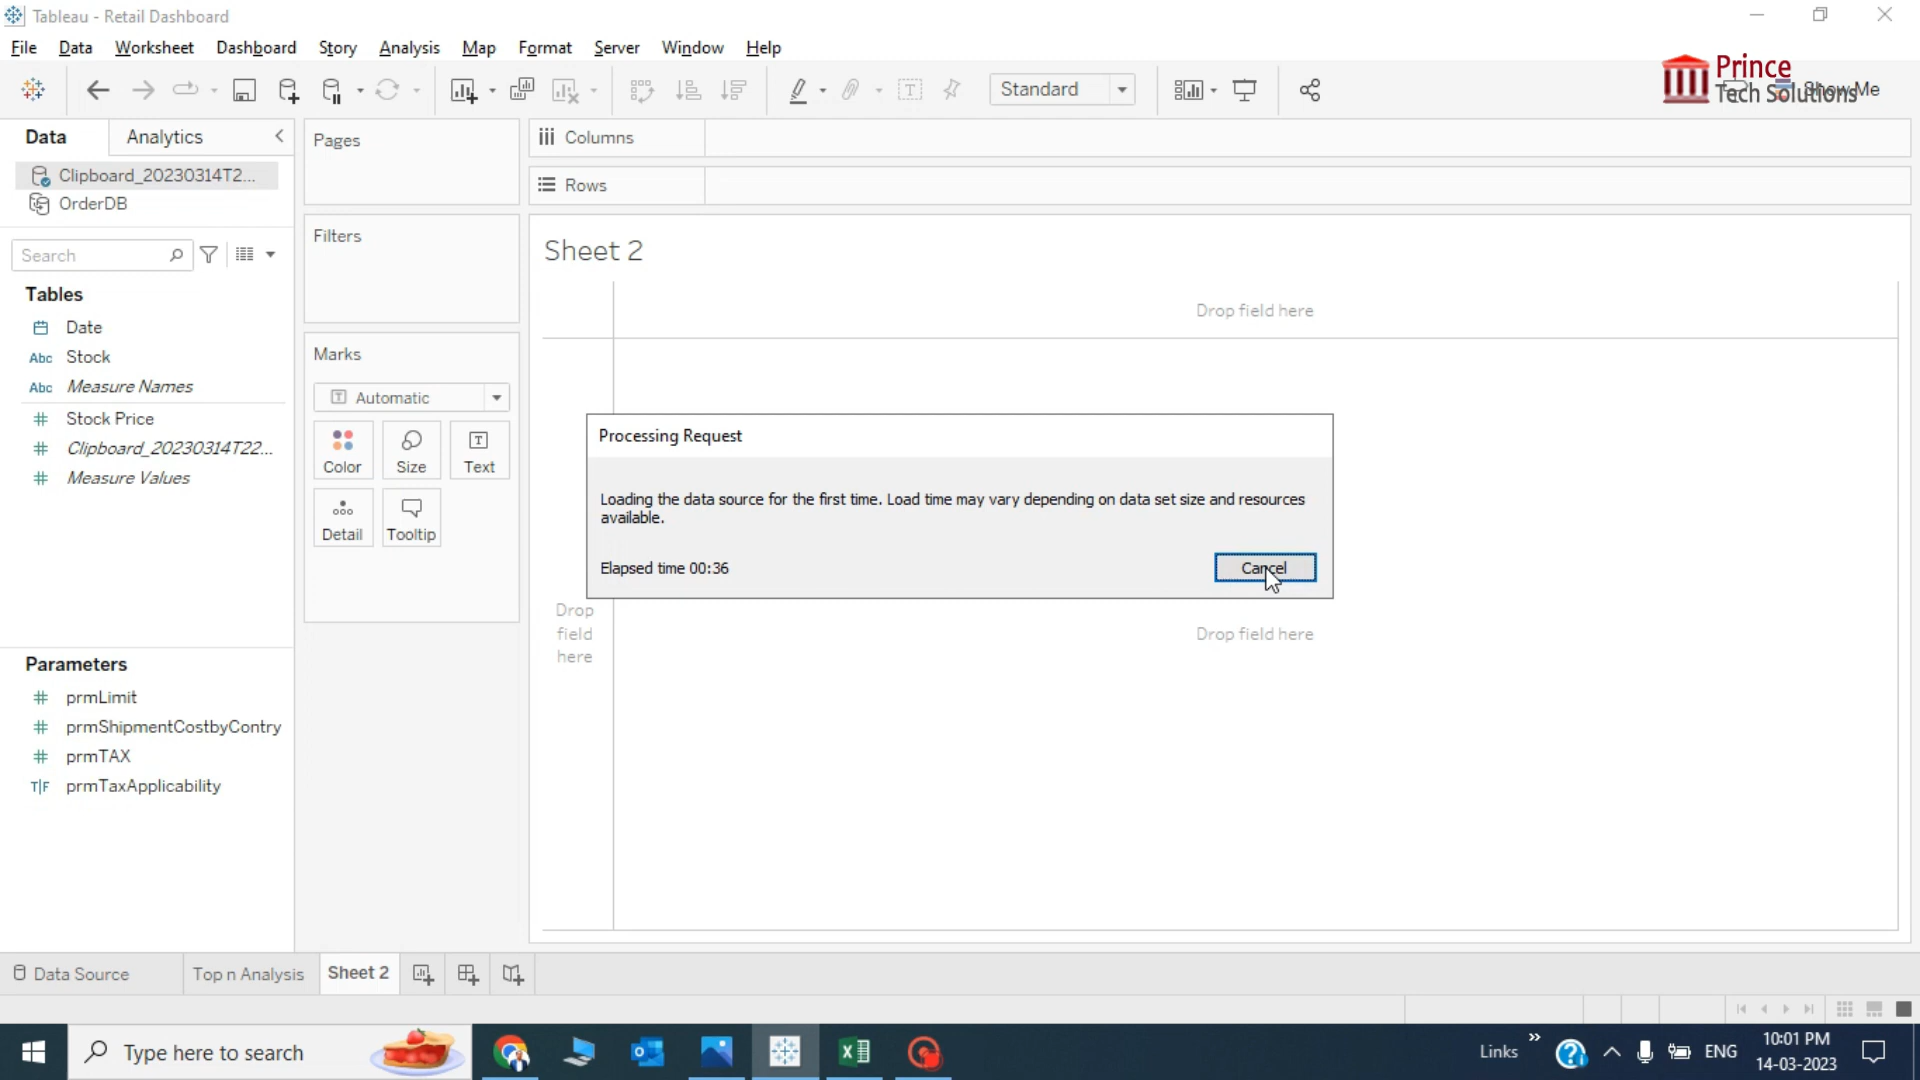 Tableau - Retail Dashboard
File Data Worksheet Dashboard Story Analysis Map Format Server Window Help
Standard
Show Me
Prince
Tech Solutions
Data Analytics
Clipboard_20230314T2...
OrderDB
Search
Tables
Date
Abc Stock
Abc Measure Names
# Stock Price
# Clipboard_20230314T22...
# Measure Values
Parameters
# prmLimit
# prmShipmentCostbyContry
# prmTAX
T|F prmTaxApplicability
Pages
Filters
Marks
Automatic
Color Size Text
Detail Tooltip
Columns
Rows
Sheet 2
Drop field here
Drop
field
here
Drop field here
Processing Request
Loading the data source for the first time. Load time may vary depending on data set size and resources
available.
Elapsed time 00:36
Cancel
Data Source Top n Analysis Sheet 2
Type here to search
Links
ENG
10:01 PM
14-03-2023